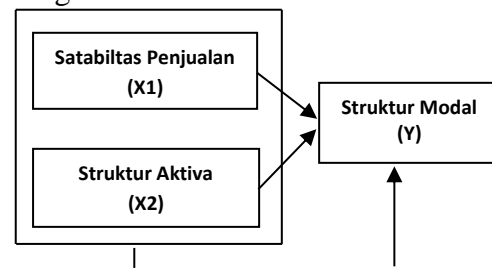 Satabiltas Penjualan
(X1)
Struktur Modal
(Y)
Struktur Aktiva
(X2)